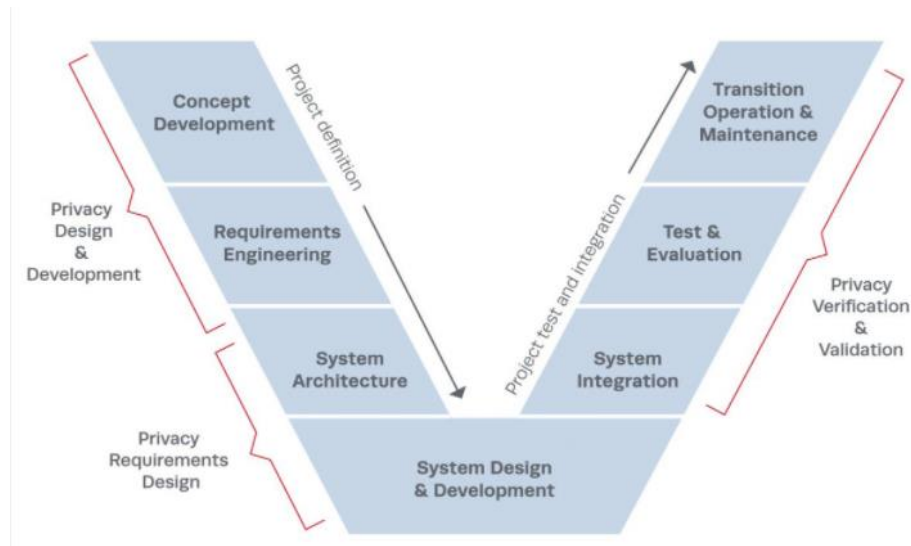 Concept
Development
Project definition
Requirements
Engineering
Privacy
Design
&
Development
System
Architecture
Privacy
Requirements
Design
System Design
& Development
Project test and integration
System
Integration
Test &
Evaluation
Transition
Operation &
Maintenance
Privacy
Verification
&
Validation